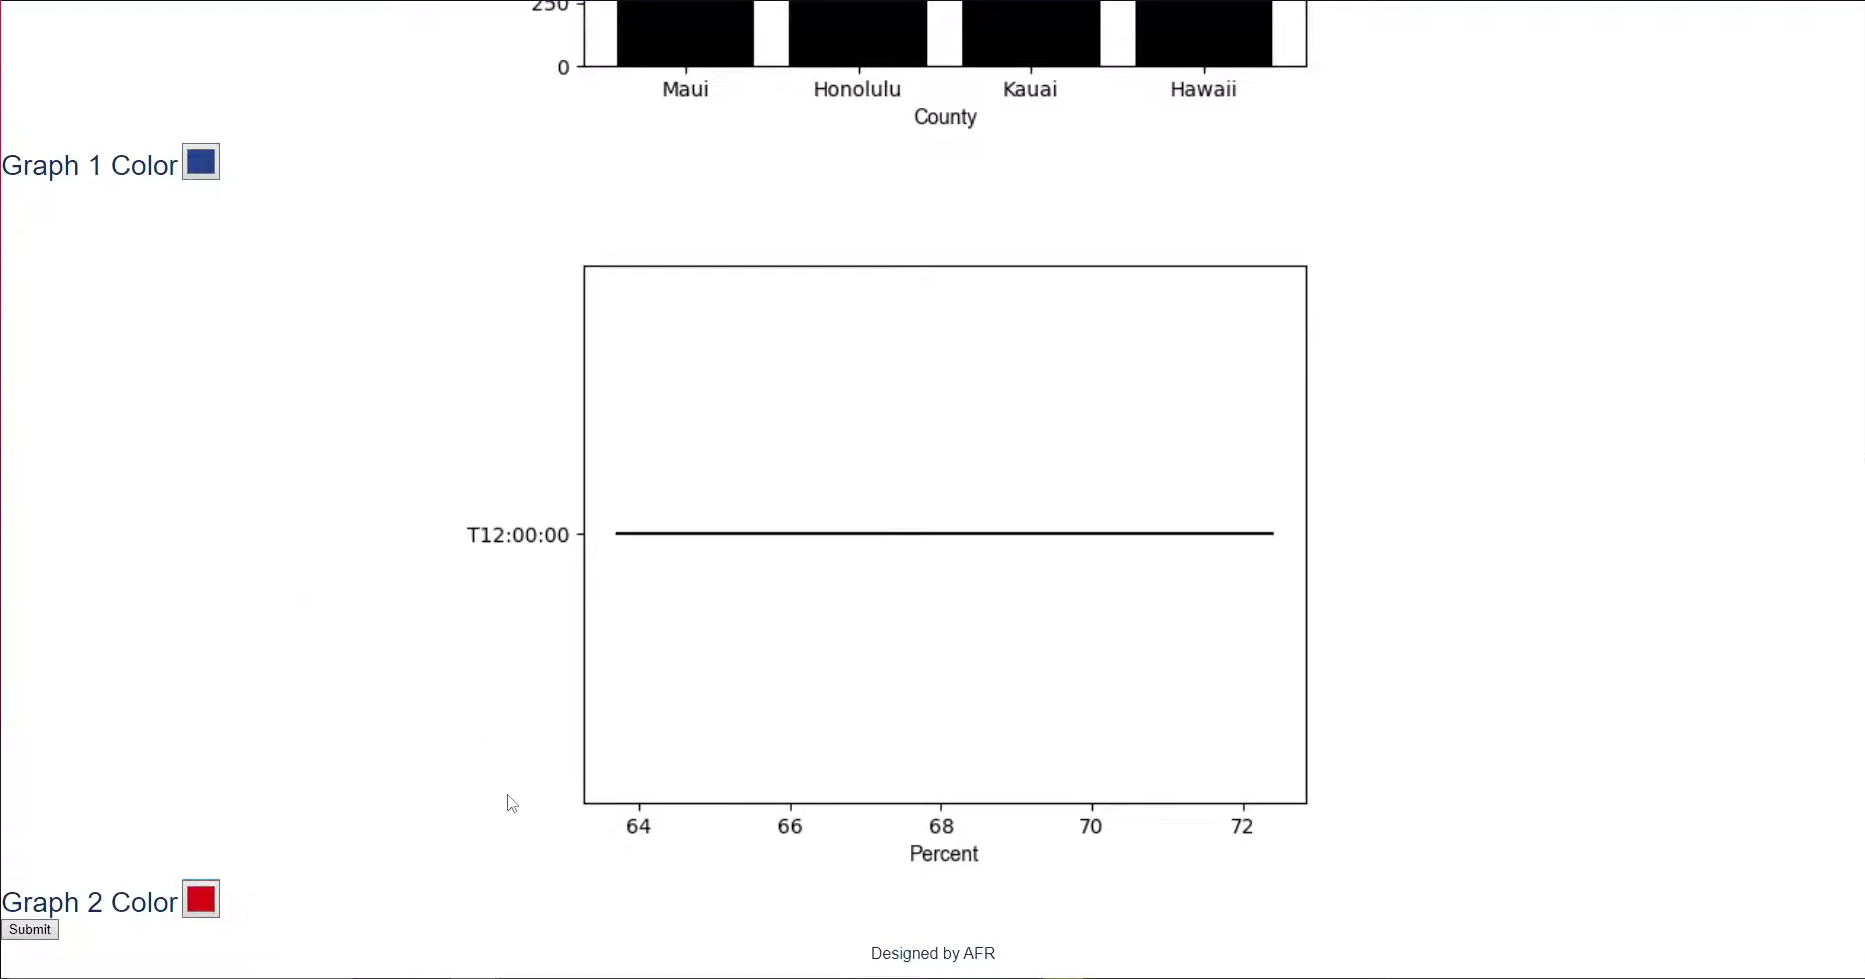 250
0
Maui Honolulu Kauai Hawaii
County
Graph 1 Color
T12:00:00
64 66 68 70 72
Percent
Graph 2 Color
Submit
Designed by AFR